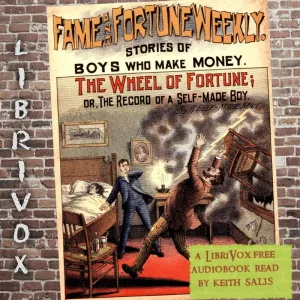 LIBRIVOX
FAME AND FORTUNE WEEKLY.
STORIES OF
BOYS WHO MAKE MONEY.
THE WHEEL OF FORTUNE;
OR, THE RECORD OF A SELF-MADE BOY.
A LIBRIVOX FREE
AUDIOBOOK READ
BY KEITH SALIS